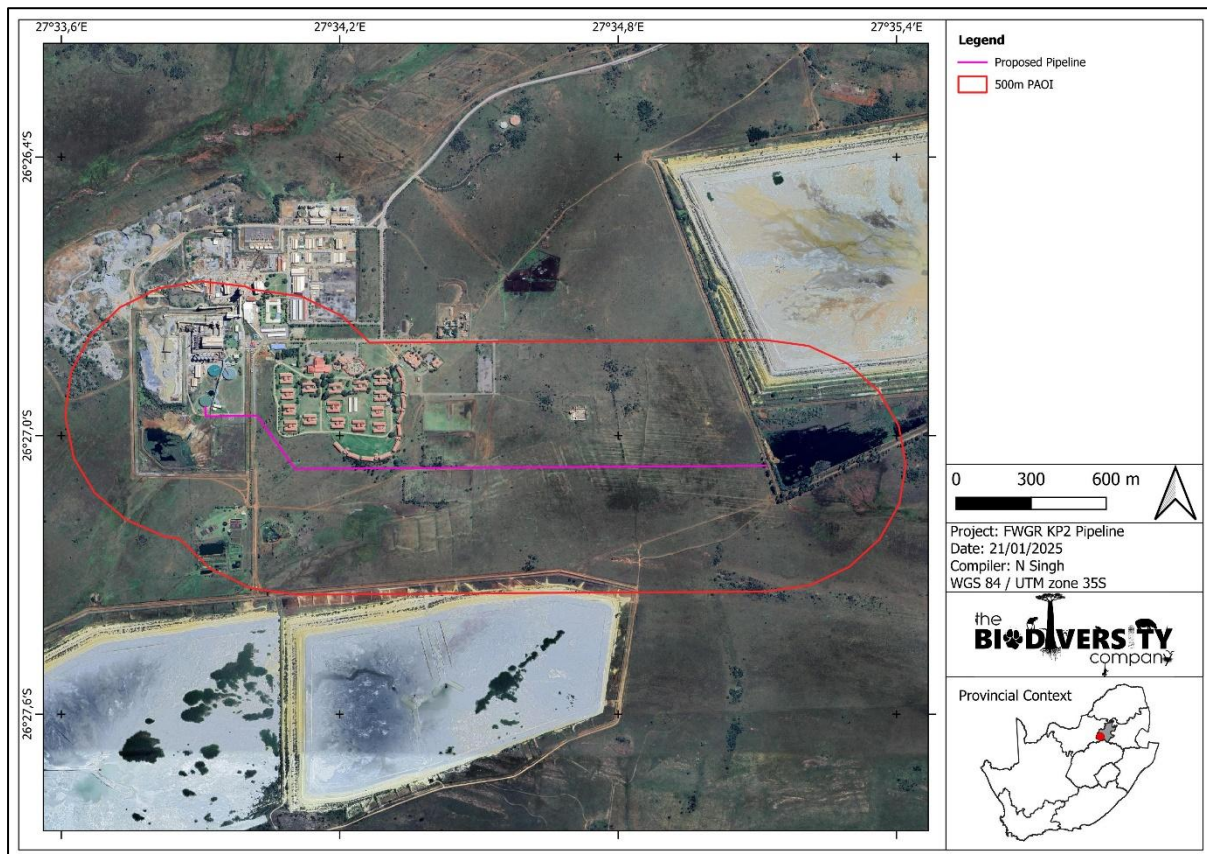 27°33,6'E
27°34,2'E
27°34,8'E
27°35,4'E
26°26,4'S
26°27,0'S
26°27,6'S
Legend
Proposed Pipeline
500m PAOI
0 300 600 m
Project: FWGR KP2 Pipeline
Date: 21/01/2025
Compiler: N Singh
WGS 84 / UTM zone 35S
the
BIODIVERSITY
company
Provincial Context